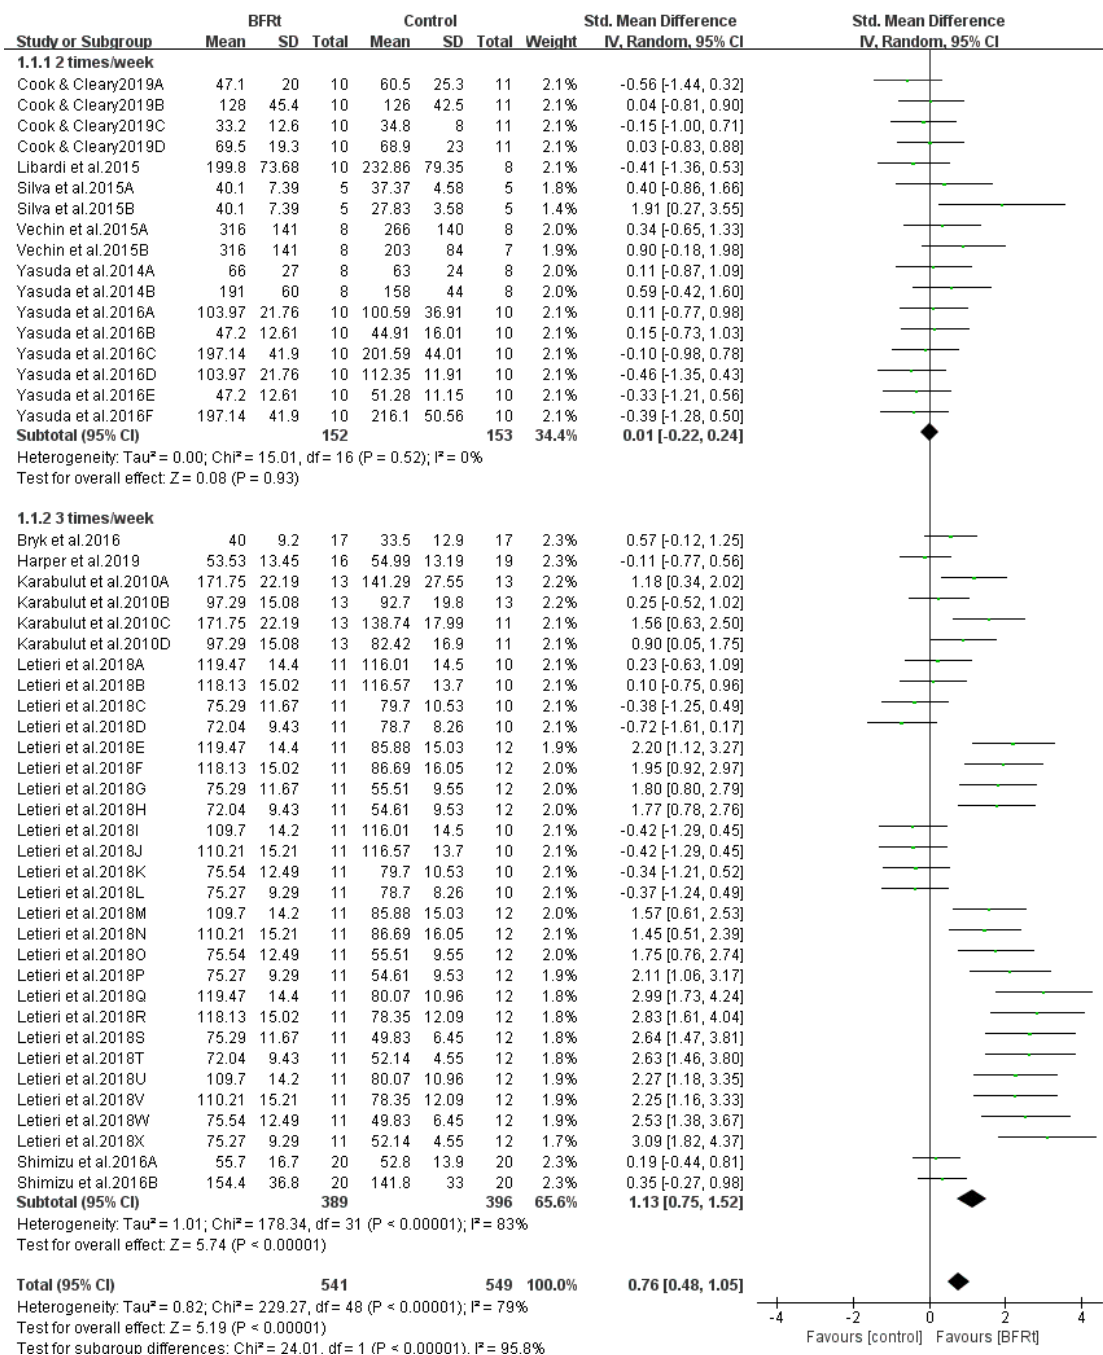 BFRt Control Std. Mean Difference Std. Mean Difference
Study or Subgroup Mean SD Total Mean SD Total Weight IV, Random, 95% CI IV, Random, 95% CI
1.1.1 2 times/week
Cook & Cleary2019A 47.1 20 10 60.5 25.3 11 2.1% -0.56 [-1.44, 0.32]
Cook & Cleary2019B 128 45.4 10 126 42.5 11 2.1% 0.04 [-0.81, 0.90]
Cook & Cleary2019C 33.2 12.6 10 34.8 8 11 2.1% -0.15 [-1.00, 0.71]
Cook & Cleary2019D 69.5 19.3 10 68.9 23 11 2.1% 0.03 [-0.83, 0.88]
Libardi et al.2015 199.8 73.68 10 232.86 79.35 8 2.0% -0.41 [-1.36, 0.53]
Silva et al.2015A 40.1 7.39 5 37.37 4.58 5 1.8% 0.40 [-0.86, 1.66]
Silva et al.2015B 40.1 7.39 5 27.83 3.58 5 1.4% 1.91 [0.27, 3.55]
Vechin et al.2015A 316 141 8 266 140 8 2.0% 0.34 [-0.65, 1.33]
Vechin et al.2015B 316 141 8 203 84 7 1.9% 0.90 [-0.18, 1.98]
Yasuda et al.2014A 66 27 8 63 24 8 2.0% 0.11 [-0.87, 1.09]
Yasuda et al.2014B 191 60 8 158 44 8 2.0% 0.59 [-0.42, 1.60]
Yasuda et al.2016A 103.97 21.76 10 100.59 36.91 10 2.1% 0.11 [-0.77, 0.98]
Yasuda et al.2016B 47.2 12.61 10 44.91 16.01 10 2.1% 0.15 [-0.73, 1.03]
Yasuda et al.2016C 197.14 41.9 10 201.59 44.01 10 2.1% -0.10 [-0.98, 0.78]
Yasuda et al.2016D 103.97 21.76 10 112.35 11.91 10 2.1% -0.46 [-1.35, 0.43]
Yasuda et al.2016E 47.2 12.61 10 51.28 11.15 10 2.1% -0.33 [-1.21, 0.56]
Yasuda et al.2016F 197.14 41.9 10 216.1 50.56 10 2.1% -0.39 [-1.28, 0.50]
Subtotal (95% CI) 152 153 34.4% 0.01 [-0.22, 0.24]
Heterogeneity: Tau² = 0.00; Chi² = 15.01, df = 16 (P = 0.52); I² = 0%
Test for overall effect: Z = 0.08 (P = 0.93)
1.1.2 3 times/week
Bryk et al.2016 40 9.2 17 33.5 12.9 17 2.3% 0.57 [-0.12, 1.25]
Harper et al.2019 53.53 13.45 16 54.99 13.19 19 2.3% -0.11 [-0.77, 0.56]
Karabulut et al.2010A 171.75 22.19 13 141.29 27.55 13 2.2% 1.18 [0.34, 2.02]
Karabulut et al.2010B 97.29 15.08 13 92.7 19.8 13 2.2% 0.25 [-0.52, 1.02]
Karabulut et al.2010C 171.75 22.19 13 138.74 17.99 11 2.1% 1.56 [0.63, 2.50]
Karabulut et al.2010D 97.29 15.08 13 82.42 16.9 11 2.1% 0.90 [0.05, 1.75]
Letieri et al.2018A 119.47 14.4 11 116.01 14.5 10 2.1% 0.23 [-0.63, 1.09]
Letieri et al.2018B 118.13 15.02 11 116.57 13.7 10 2.1% 0.10 [-0.75, 0.96]
Letieri et al.2018C 75.29 11.67 11 79.7 10.53 10 2.1% -0.38 [-1.25, 0.49]
Letieri et al.2018D 72.04 9.43 11 78.7 8.26 10 2.1% -0.72 [-1.61, 0.17]
Letieri et al.2018E 119.47 14.4 11 85.88 15.03 12 1.9% 2.20 [1.12, 3.27]
Letieri et al.2018F 118.13 15.02 11 86.69 16.05 12 2.0% 1.95 [0.92, 2.97]
Letieri et al.2018G 75.29 11.67 11 55.51 9.55 12 2.0% 1.80 [0.80, 2.79]
Letieri et al.2018H 72.04 9.43 11 54.61 9.53 12 2.0% 1.77 [0.78, 2.76]
Letieri et al.2018I 109.7 14.2 11 116.01 14.5 10 2.1% -0.42 [-1.29, 0.45]
Letieri et al.2018J 110.21 15.21 11 116.57 13.7 10 2.1% -0.42 [-1.29, 0.45]
Letieri et al.2018K 75.54 12.49 11 79.7 10.53 10 2.1% -0.34 [-1.21, 0.52]
Letieri et al.2018L 75.27 9.29 11 78.7 8.26 10 2.1% -0.37 [-1.24, 0.49]
Letieri et al.2018M 109.7 14.2 11 85.88 15.03 12 2.0% 1.57 [0.61, 2.53]
Letieri et al.2018N 110.21 15.21 11 86.69 16.05 12 2.1% 1.45 [0.51, 2.39]
Letieri et al.2018O 75.54 12.49 11 55.51 9.55 12 2.0% 1.75 [0.76, 2.74]
Letieri et al.2018P 75.27 9.29 11 54.61 9.53 12 1.9% 2.11 [1.06, 3.17]
Letieri et al.2018Q 119.47 14.4 11 80.07 10.96 12 1.8% 2.99 [1.73, 4.24]
Letieri et al.2018R 118.13 15.02 11 78.35 12.09 12 1.8% 2.83 [1.61, 4.04]
Letieri et al.2018S 75.29 11.67 11 49.83 6.45 12 1.8% 2.64 [1.47, 3.81]
Letieri et al.2018T 72.04 9.43 11 52.14 4.55 12 1.8% 2.63 [1.46, 3.80]
Letieri et al.2018U 109.7 14.2 11 80.07 10.96 12 1.9% 2.27 [1.18, 3.35]
Letieri et al.2018V 110.21 15.21 11 78.35 12.09 12 1.9% 2.25 [1.16, 3.33]
Letieri et al.2018W 75.54 12.49 11 49.83 6.45 12 1.9% 2.53 [1.38, 3.67]
Letieri et al.2018X 75.27 9.29 11 52.14 4.55 12 1.7% 3.09 [1.82, 4.37]
Shimizu et al.2016A 55.7 16.7 20 52.8 13.9 20 2.3% 0.19 [-0.44, 0.81]
Shimizu et al.2016B 154.4 36.8 20 141.8 33 20 2.3% 0.35 [-0.27, 0.98]
Subtotal (95% CI) 389 396 65.6% 1.13 [0.75, 1.52]
Heterogeneity: Tau² = 1.01; Chi² = 178.34, df = 31 (P < 0.00001); I² = 83%
Test for overall effect: Z = 5.74 (P < 0.00001)
Total (95% CI) 541 549 100.0% 0.76 [0.48, 1.05]
Heterogeneity: Tau² = 0.82; Chi² = 229.27, df = 48 (P < 0.00001); I² = 79%
Test for overall effect: Z = 5.19 (P < 0.00001)
Test for subgroup differences: Chi² = 24.01, df = 1 (P < 0.00001), I² = 95.8%
-4 -2 0 2 4
Favours [control] Favours [BFRt]